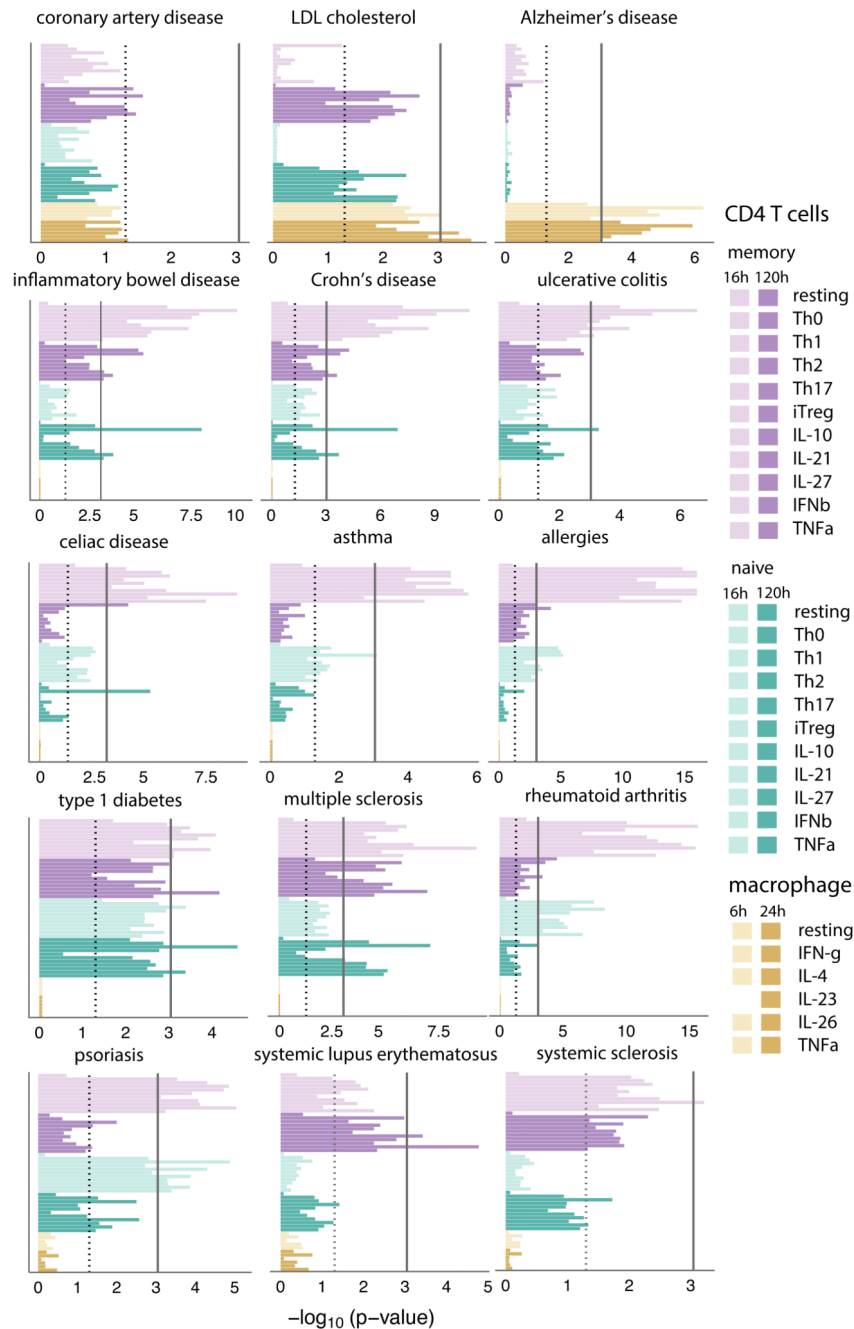 coronary artery disease LDL cholesterol Alzheimer's disease
0 1 2 3 0 1 2 3 0 2 4 6
inflammatory bowel disease Crohn's disease ulcerative colitis
0 2.5 5 7.5 10 0 3 6 9 0 2 4 6
celiac disease asthma allergies
0 2.5 5 7.5 0 2 4 6 0 5 10 15
type 1 diabetes multiple sclerosis rheumatoid arthritis
0 1 2 3 4 0 2.5 5 7.5 0 5 10 15
psoriasis systemic lupus erythematosus systemic sclerosis
0 1 2 3 4 5 0 1 2 3 4 5 0 1 2 3
−log₁₀ (p−value)
CD4 T cells
memory
16h 120h
resting
Th0
Th1
Th2
Th17
iTreg
IL-10
IL-21
IL-27
IFNb
TNFa
naive
16h 120h
resting
Th0
Th1
Th2
Th17
iTreg
IL-10
IL-21
IL-27
IFNb
TNFa
macrophage
6h 24h
resting
IFN-g
IL-4
IL-23
IL-26
TNFa